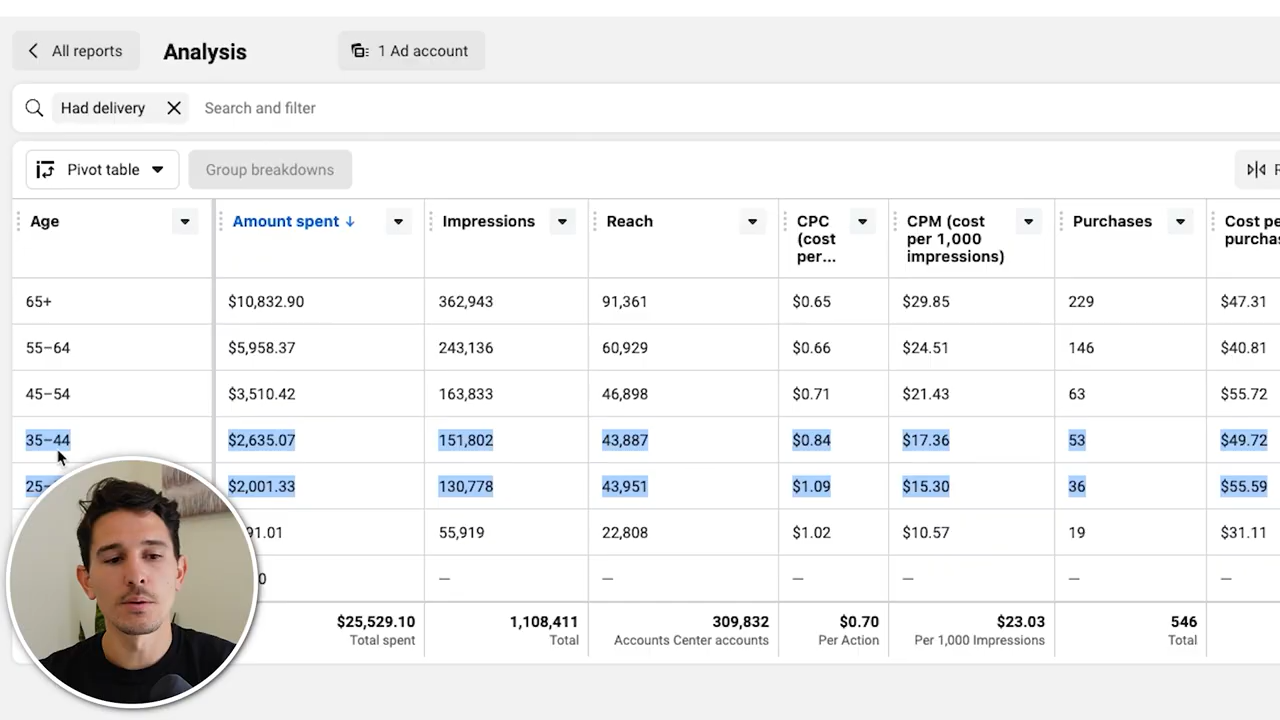 All reports Analysis 1 Ad account
Had delivery Search and filter
Pivot table Group breakdowns
Age Amount spent ↓ Impressions Reach CPC (cost per... CPM (cost per 1,000 impressions) Purchases Cost pe purcha
65+ $10,832.90 362,943 91,361 $0.65 $29.85 229 $47.31
55–64 $5,958.37 243,136 60,929 $0.66 $24.51 146 $40.81
45–54 $3,510.42 163,833 46,898 $0.71 $21.43 63 $55.72
35–44 $2,635.07 151,802 43,887 $0.84 $17.36 53 $49.72
25– $2,001.33 130,778 43,951 $1.09 $15.30 36 $55.59
91.01 55,919 22,808 $1.02 $10.57 19 $31.11
0 — — — — — —
$25,529.10 1,108,411 309,832 $0.70 $23.03 546
Total spent Total Accounts Center accounts Per Action Per 1,000 Impressions Total